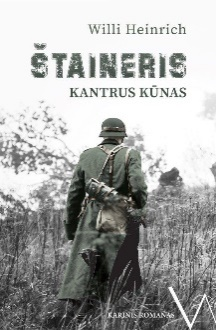 Willi Heinrich
ŠTAINERIS
KANTRUS KŪNAS
KARINIS ROMANAS